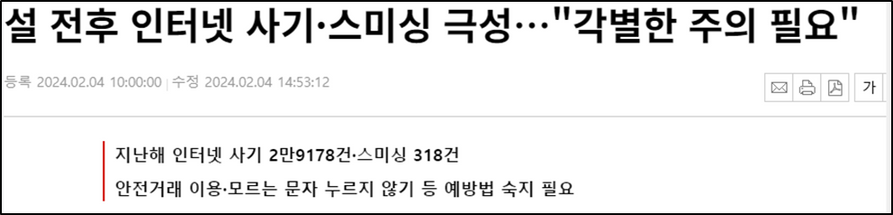 설 전후 인터넷 사기·스미싱 극성…"각별한 주의 필요"
등록 2024.02.04 10:00:00 | 수정 2024.02.04 14:53:12
가
지난해 인터넷 사기 2만9178건·스미싱 318건
안전거래 이용·모르는 문자 누르지 않기 등 예방법 숙지 필요